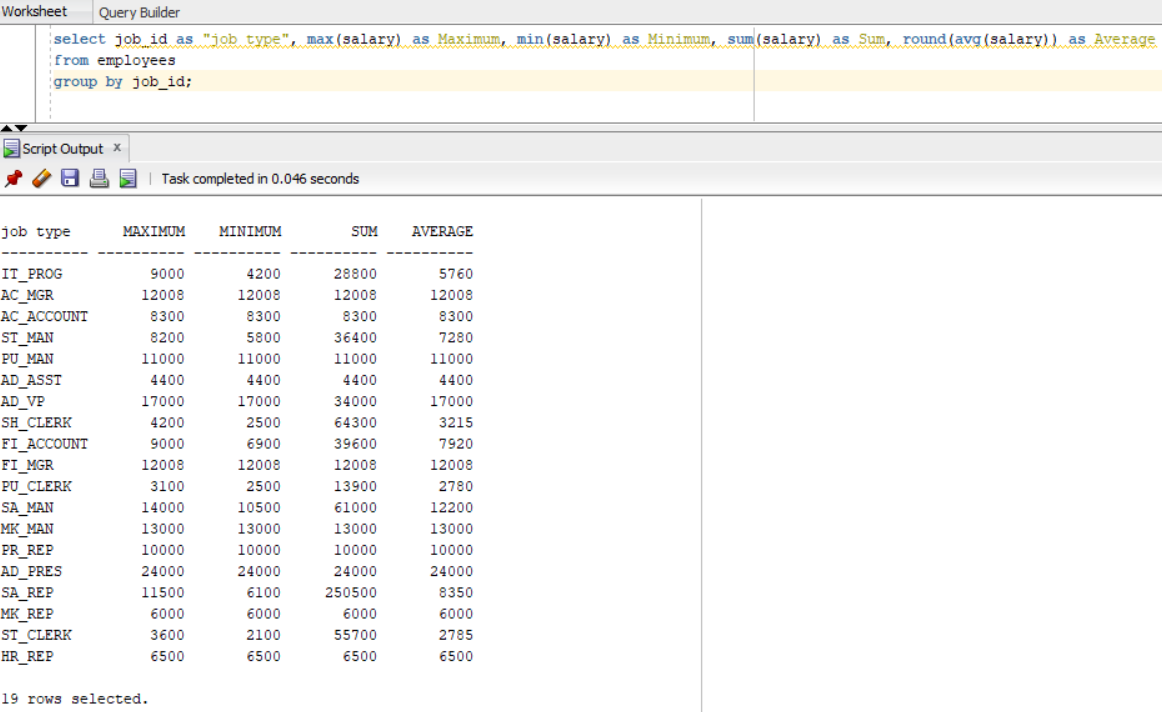 Worksheet Query Builder
select job_id as "job type", max(salary) as Maximum, min(salary) as Minimum, sum(salary) as Sum, round(avg(salary)) as Average
from employees
group by job_id;
Script Output x
Task completed in 0.046 seconds
job type MAXIMUM MINIMUM SUM AVERAGE
---------- ---------- ---------- ---------- ----------
IT_PROG 9000 4200 28800 5760
AC_MGR 12008 12008 12008 12008
AC_ACCOUNT 8300 8300 8300 8300
ST_MAN 8200 5800 36400 7280
PU_MAN 11000 11000 11000 11000
AD_ASST 4400 4400 4400 4400
AD_VP 17000 17000 34000 17000
SH_CLERK 4200 2500 64300 3215
FI_ACCOUNT 9000 6900 39600 7920
FI_MGR 12008 12008 12008 12008
PU_CLERK 3100 2500 13900 2780
SA_MAN 14000 10500 61000 12200
MK_MAN 13000 13000 13000 13000
PR_REP 10000 10000 10000 10000
AD_PRES 24000 24000 24000 24000
SA_REP 11500 6100 250500 8350
MK_REP 6000 6000 6000 6000
ST_CLERK 3600 2100 55700 2785
HR_REP 6500 6500 6500 6500
19 rows selected.